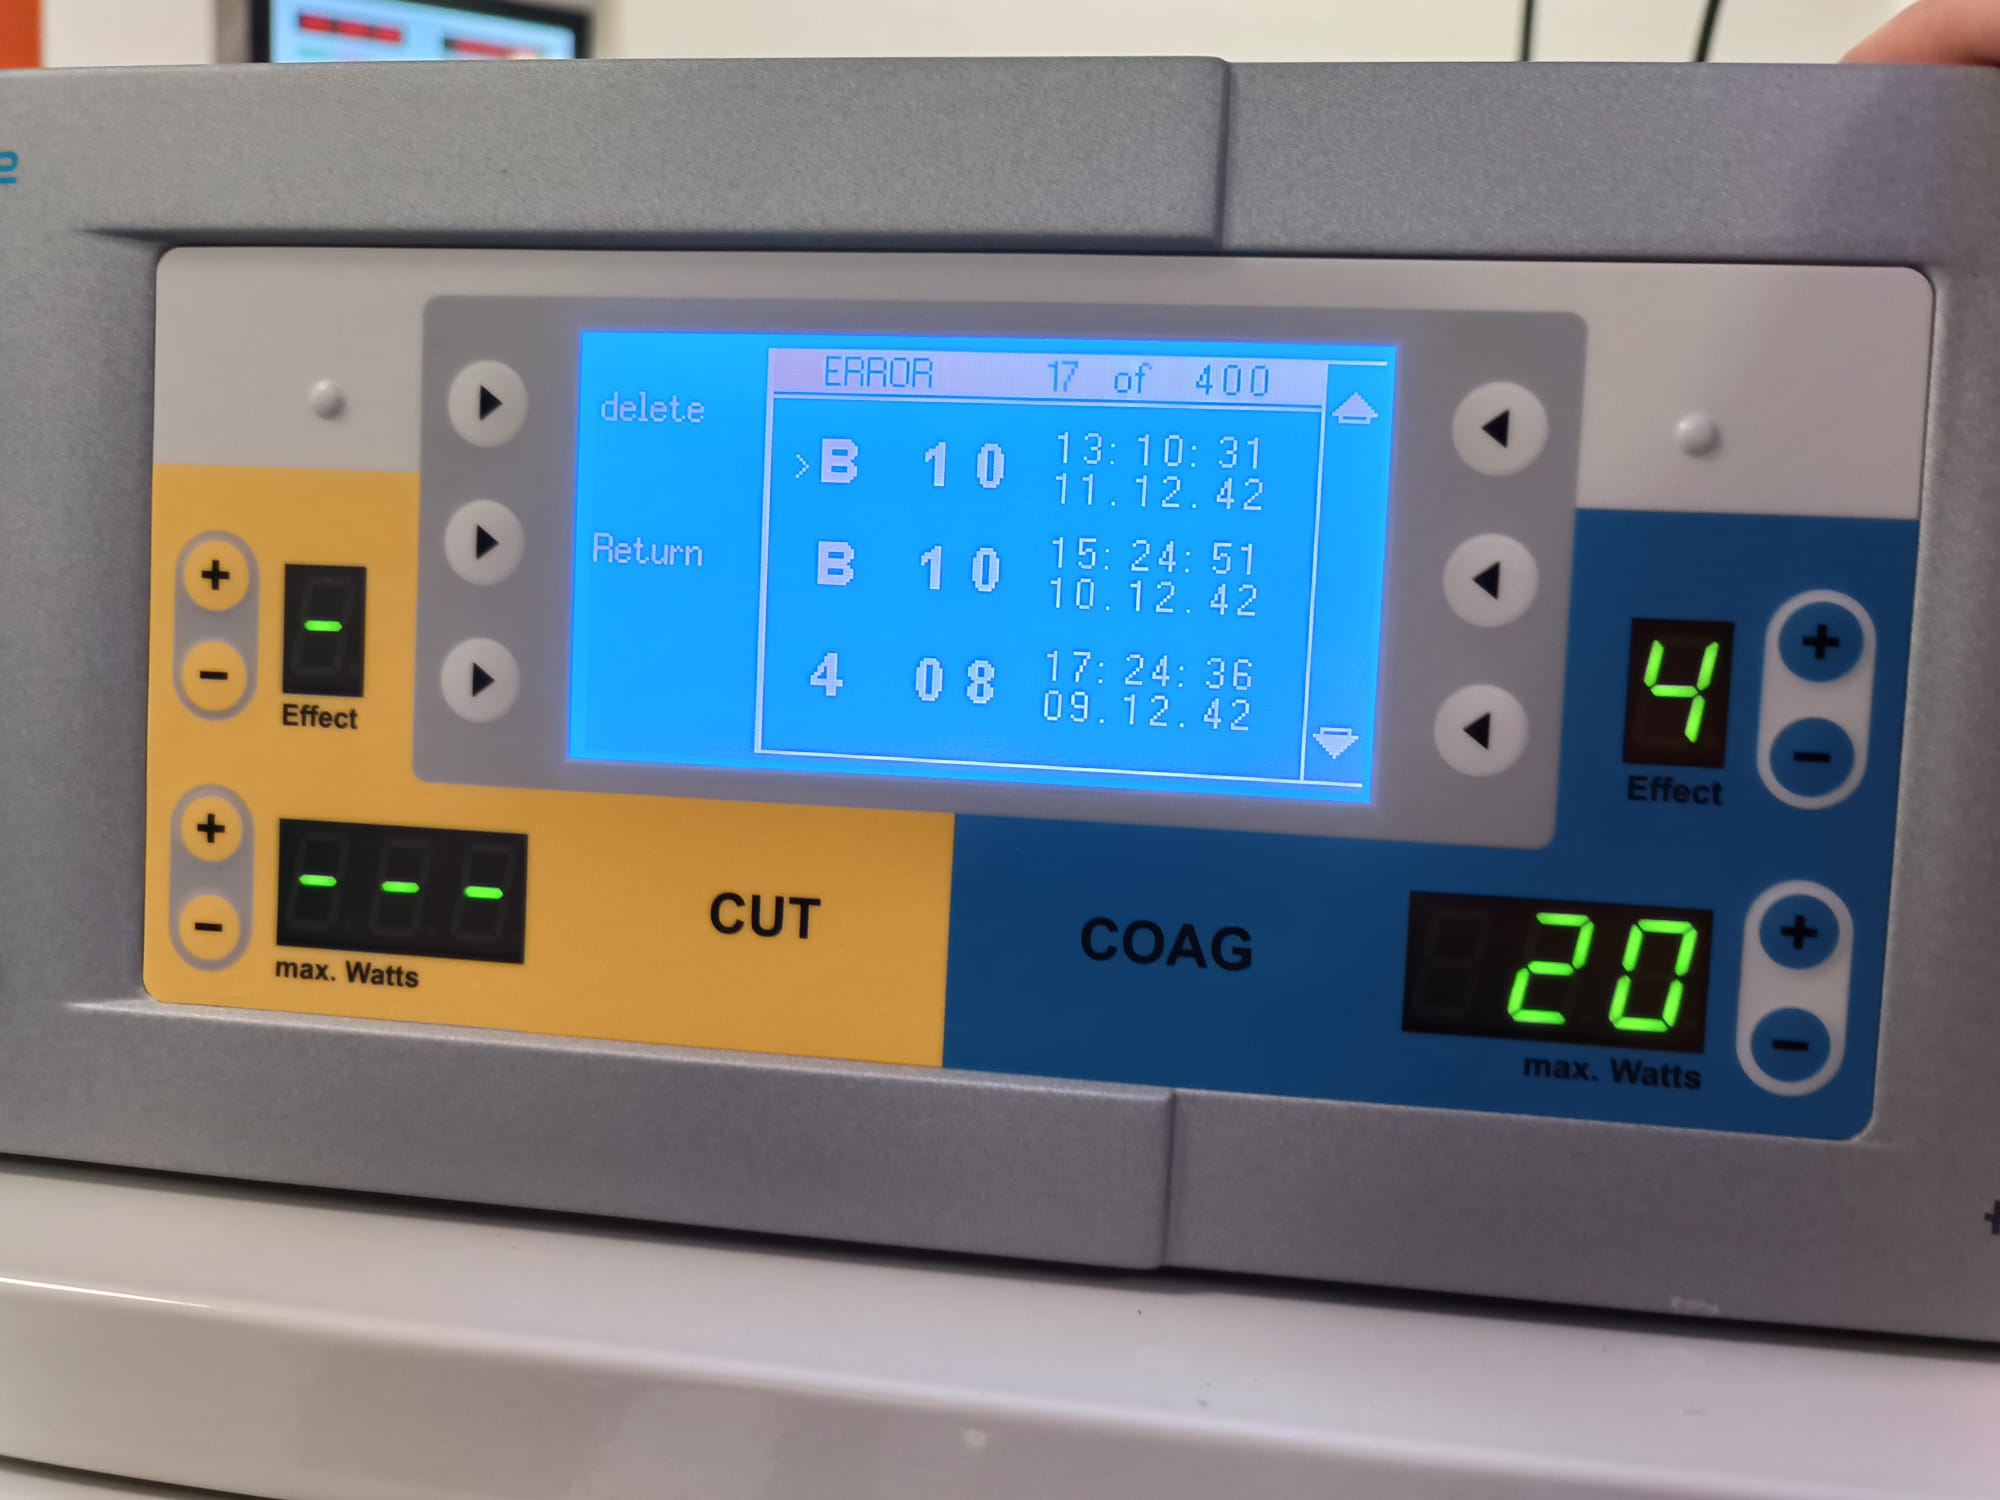 ERROR 17 of 400
delete
>B 10 13:10:31
11.12.42
Return
B 10 15:24:51
10.12.42
4 08 17:24:36
09.12.42
+
-
-
Effect
4
+
-
Effect
+
-
---
max. Watts
CUT
COAG
20
+
-
max. Watts